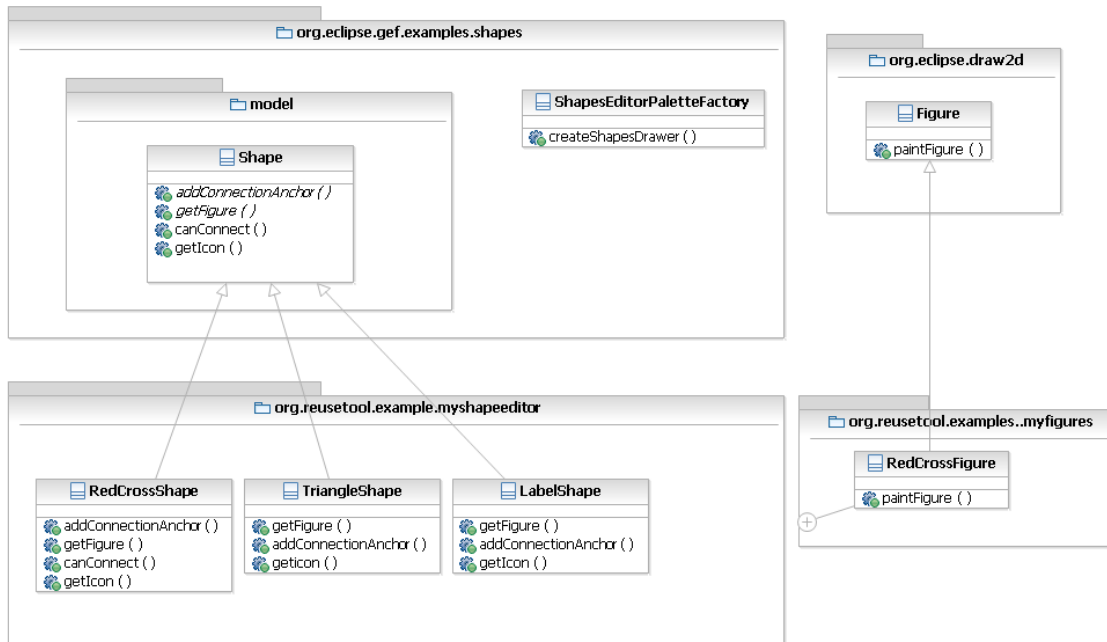 org.eclipse.gef.examples.shapes
model
Shape
addConnectionAnchor ( )
getFigure ( )
canConnect ( )
getIcon ( )
ShapesEditorPaletteFactory
createShapesDrawer ( )
org.eclipse.draw2d
Figure
paintFigure ( )
org.reusetool.example.myshapeeditor
RedCrossShape
addConnectionAnchor ( )
getFigure ( )
canConnect ( )
getIcon ( )
TriangleShape
getFigure ( )
addConnectionAnchor ( )
geticon ( )
LabelShape
getFigure ( )
addConnectionAnchor ( )
getIcon ( )
org.reusetool.examples..myfigures
RedCrossFigure
paintFigure ( )